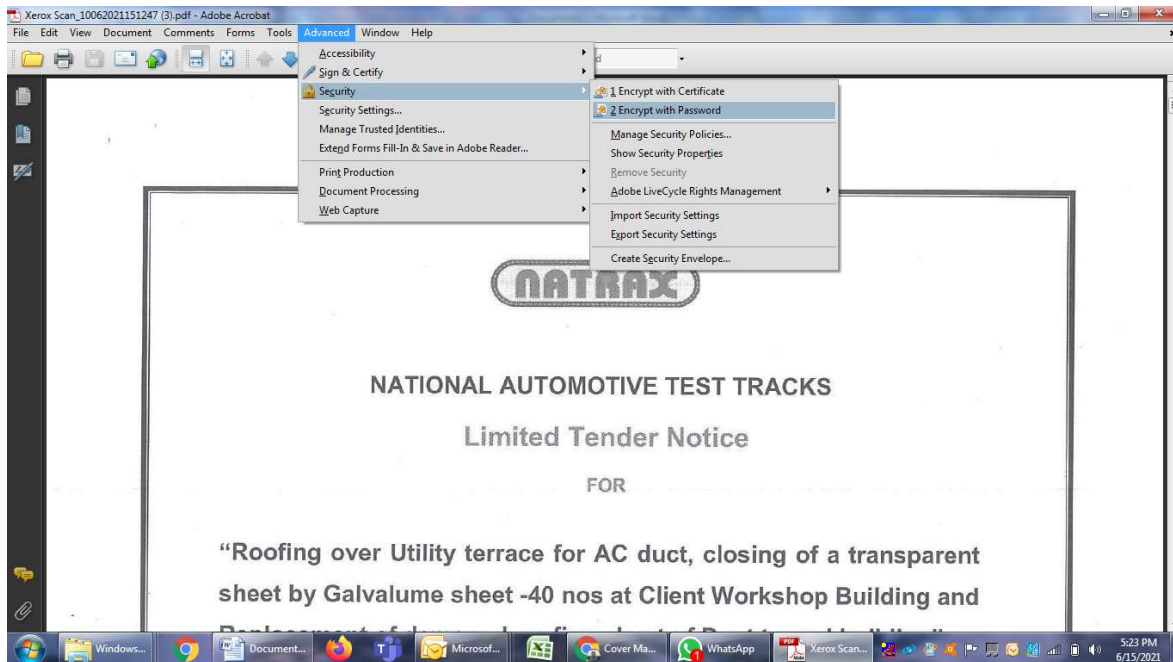 Xerox Scan_10062021151247 (3).pdf - Adobe Acrobat
File Edit View Document Comments Forms Tools Advanced Window Help
Accessibility
Sign & Certify
Security
Security Settings...
Manage Trusted Identities...
Extend Forms Fill-In & Save in Adobe Reader...
Print Production
Document Processing
Web Capture
1 Encrypt with Certificate
2 Encrypt with Password
Manage Security Policies...
Show Security Properties
Remove Security
Adobe LiveCycle Rights Management
Import Security Settings
Export Security Settings
Create Security Envelope...
NATRAX
NATIONAL AUTOMOTIVE TEST TRACKS
Limited Tender Notice
FOR
“Roofing over Utility terrace for AC duct, closing of a transparent
sheet by Galvalume sheet -40 nos at Client Workshop Building and
Windows... Document... Microsof... Cover Ma... WhatsApp Xerox Scan... 5:23 PM
6/15/2021